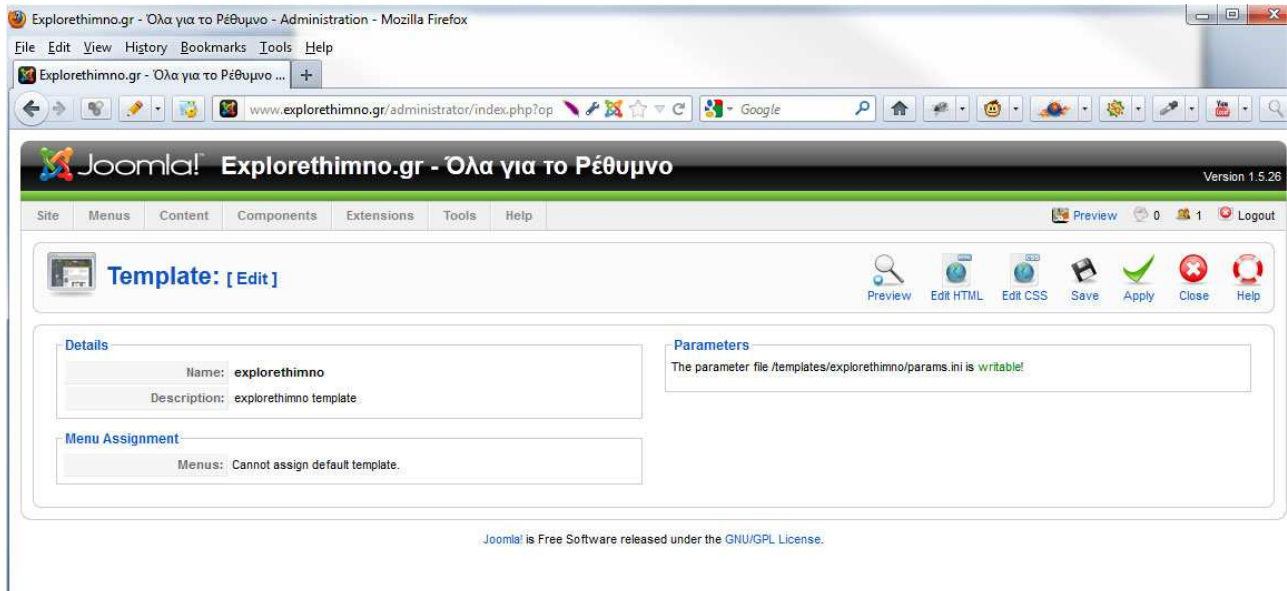 Explorethimno.gr - Όλα για το Ρέθυμνο - Administration - Mozilla Firefox
File Edit View History Bookmarks Tools Help
Explorethimno.gr - Όλα για το Ρέθυμνο ...
www.explorethimno.gr/administrator/index.php?op
Google
Joomla! Explorethimno.gr - Όλα για το Ρέθυμνο
Version 1.5.26
Site Menus Content Components Extensions Tools Help
Preview 0 1 Logout
Template: [ Edit ]
Preview Edit HTML Edit CSS Save Apply Close Help
Details
Name: explorethimno
Description: explorethimno template
Menu Assignment
Menus: Cannot assign default template.
Parameters
The parameter file /templates/explorethimno/params.ini is writable!
Joomla! is Free Software released under the GNU/GPL License.